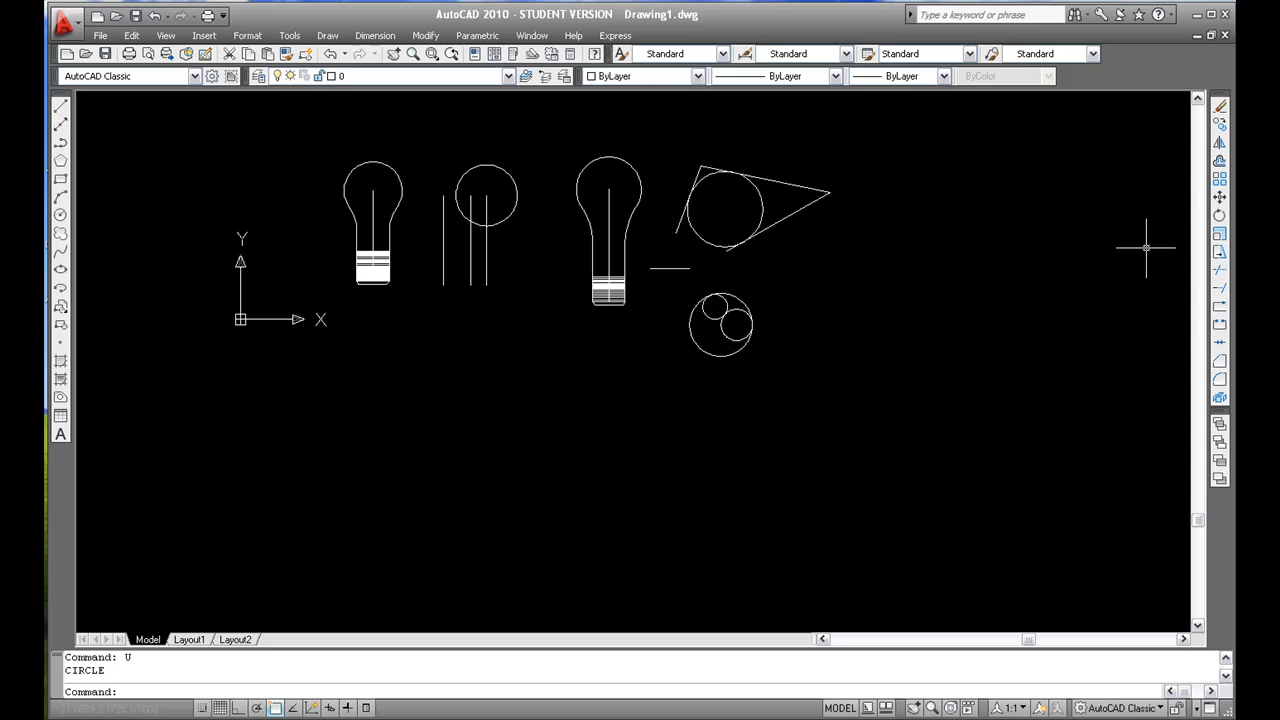 AutoCAD 2010 - STUDENT VERSION Drawing1.dwg
Type a keyword or phrase
File Edit View Insert Format Tools Draw Dimension Modify Parametric Window Help Express
Standard Standard Standard Standard
AutoCAD Classic 0 ByLayer ByLayer ByLayer ByColor
Y
X
A
Model Layout1 Layout2
Command: U
CIRCLE
Command:
MODEL 1:1 AutoCAD Classic